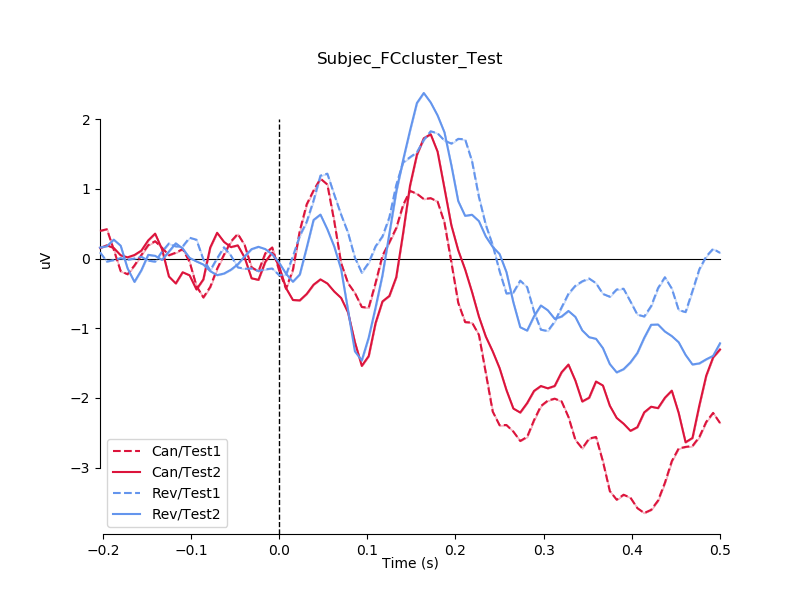 Subjec_FCcluster_Test
uV
2
1
0
−1
−2
−3
Can/Test1
Can/Test2
Rev/Test1
Rev/Test2
−0.2 −0.1 0.0 0.1 0.2 0.3 0.4 0.5
Time (s)